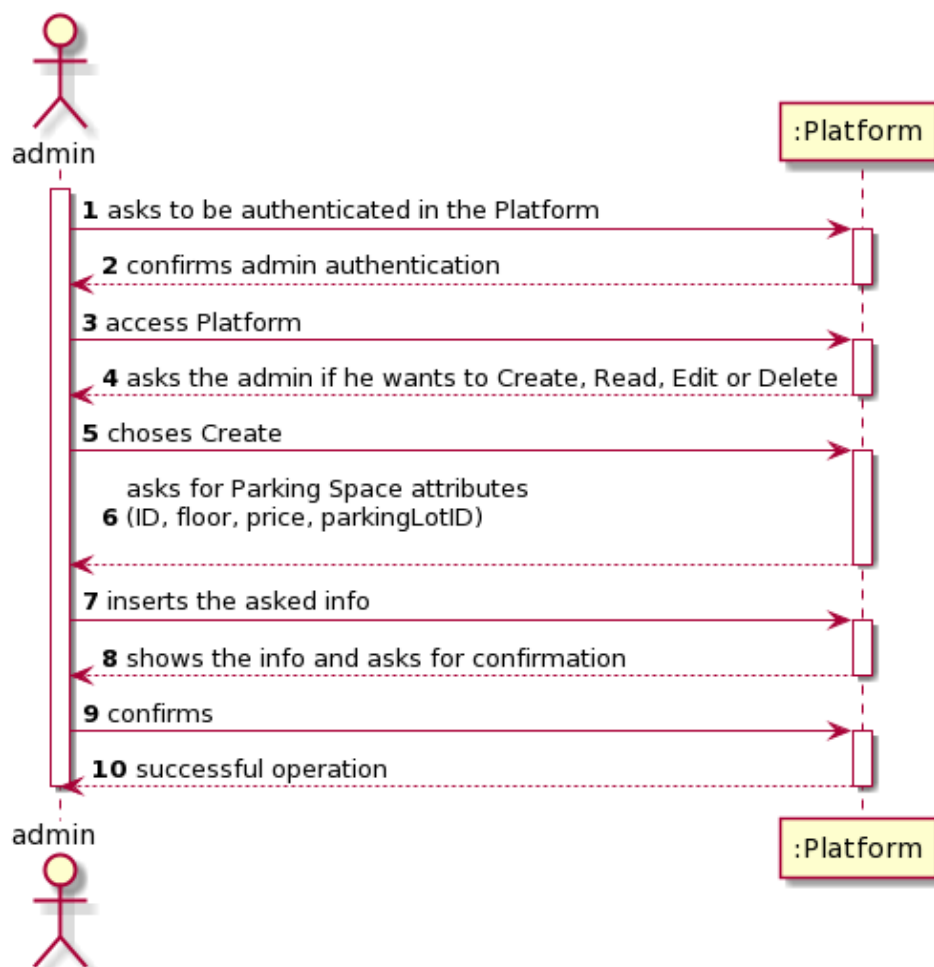 admin
:Platform
1 asks to be authenticated in the Platform
2 confirms admin authentication
3 access Platform
4 asks the admin if he wants to Create, Read, Edit or Delete
5 choses Create
asks for Parking Space attributes
6 (ID, floor, price, parkingLotID)
7 inserts the asked info
8 shows the info and asks for confirmation
9 confirms
10 successful operation
admin
:Platform